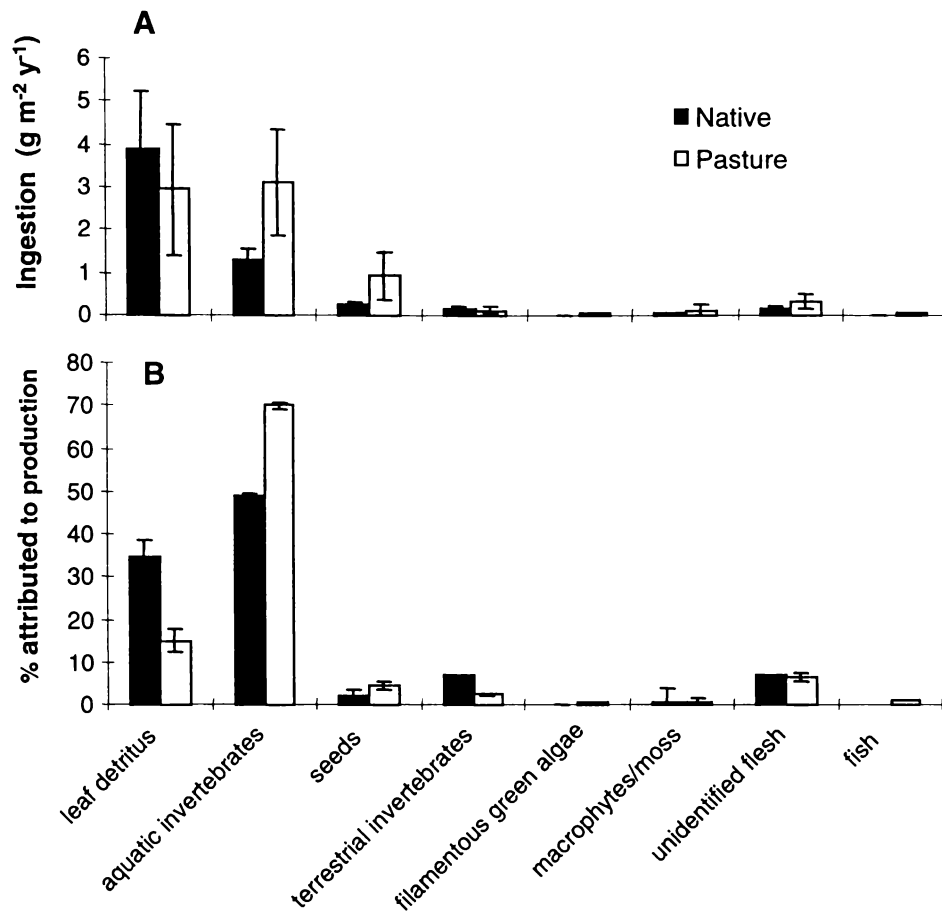 A
Ingestion (g m⁻² y⁻¹)
6
5
4
3
2
1
0
Native
Pasture
B
% attributed to production
80
70
60
50
40
30
20
10
0
leaf detritus
aquatic invertebrates
seeds
terrestrial invertebrates
filamentous green algae
macrophytes/moss
unidentified flesh
fish